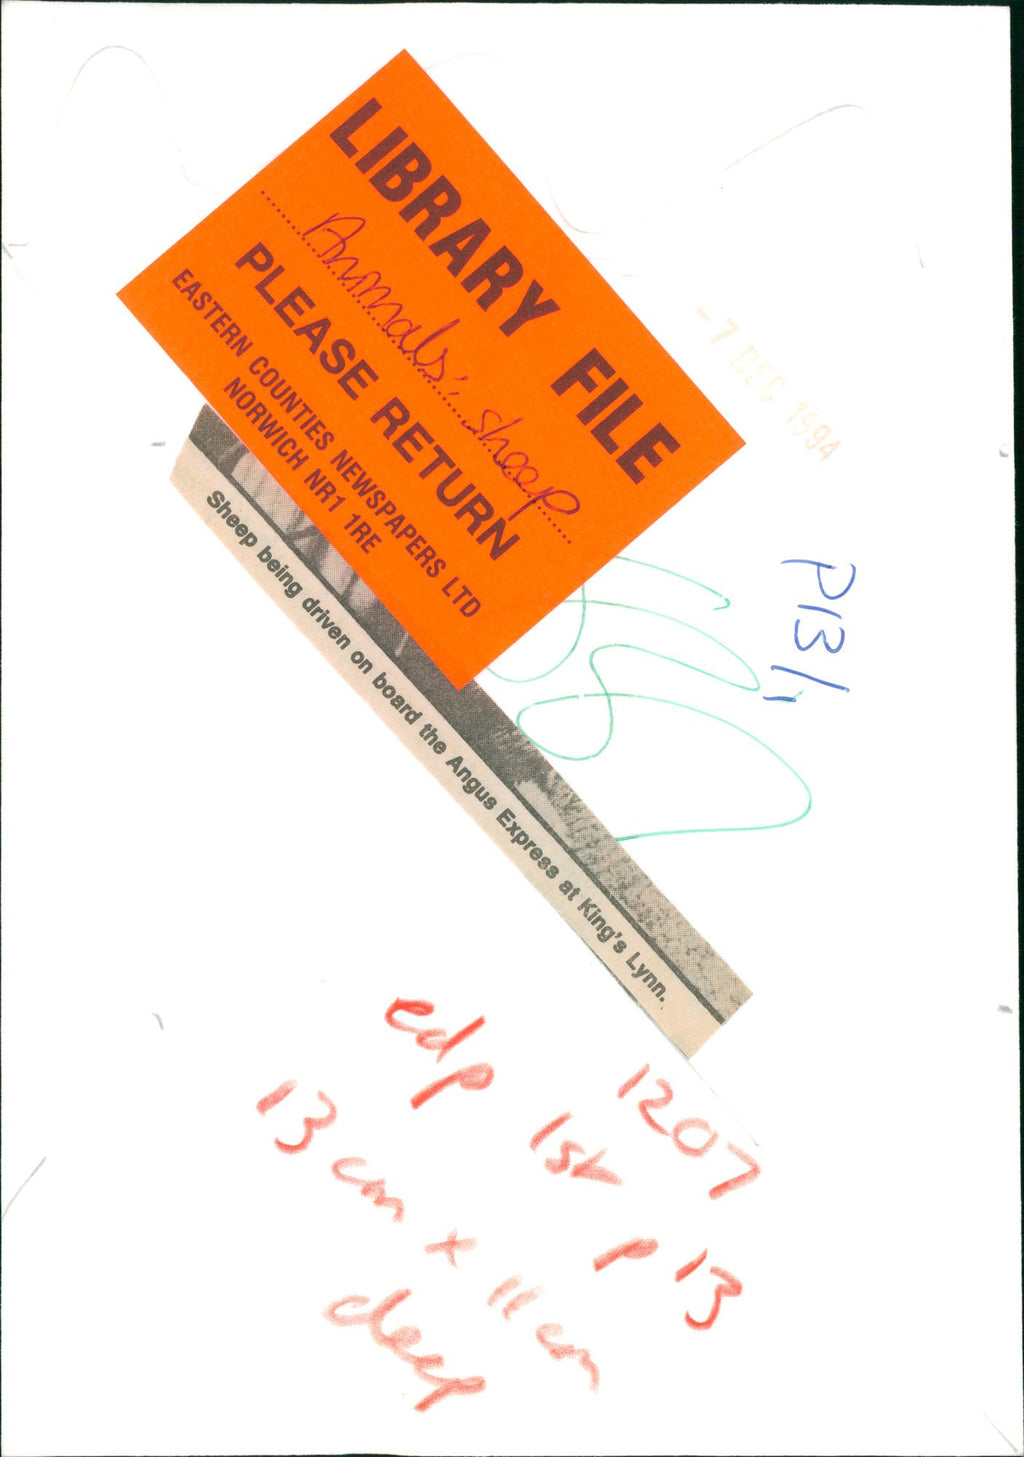 LIBRARY FILE
Animals: sheep
PLEASE RETURN
EASTERN COUNTIES NEWSPAPERS LTD
NORWICH NR1 1RE
-7 DEC 1994
P13/
Sheep being driven on board the Angus Express at King's Lynn.
1207
edp 1st p 13
13 cm x 11 cm
deep